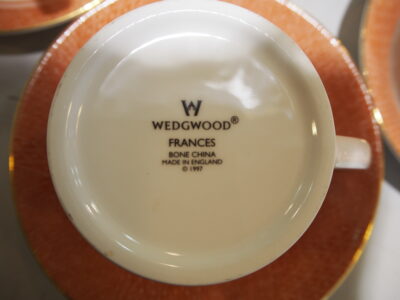 W
WEDGWOOD®
FRANCES
BONE CHINA
MADE IN ENGLAND
© 1997